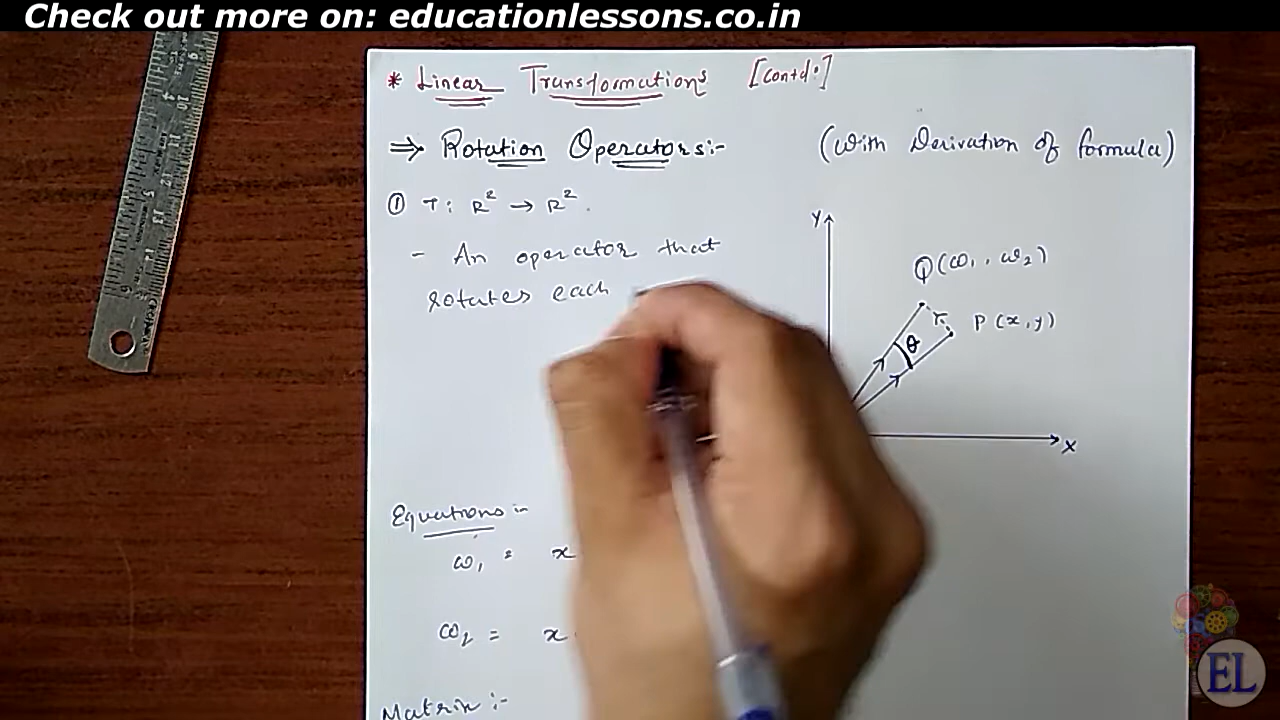 Check out more on: educationlessons.co.in
* Linear Transformations [contd:]
⇒ Rotation Operators:-
(with Derivation of formula)
① T: R² → R².
- An operator that
rotates each
Y
Q(ω₁, ω₂)
P(x,y)
θ
X
Equations:-
ω₁ = x
ω₂ = x
Matrix:-
EL